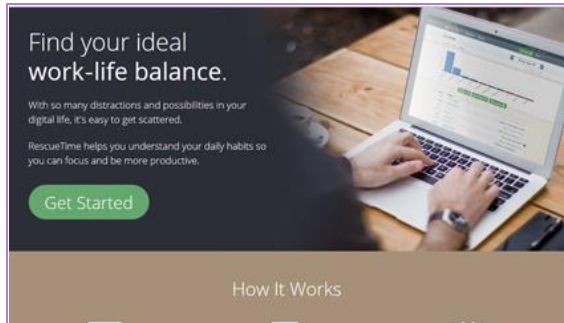 Find your ideal
work-life balance.
With so many distractions and possibilities in your
digital life, it's easy to get scattered.
RescueTime helps you understand your daily habits so
you can focus and be more productive.
Get Started
How It Works